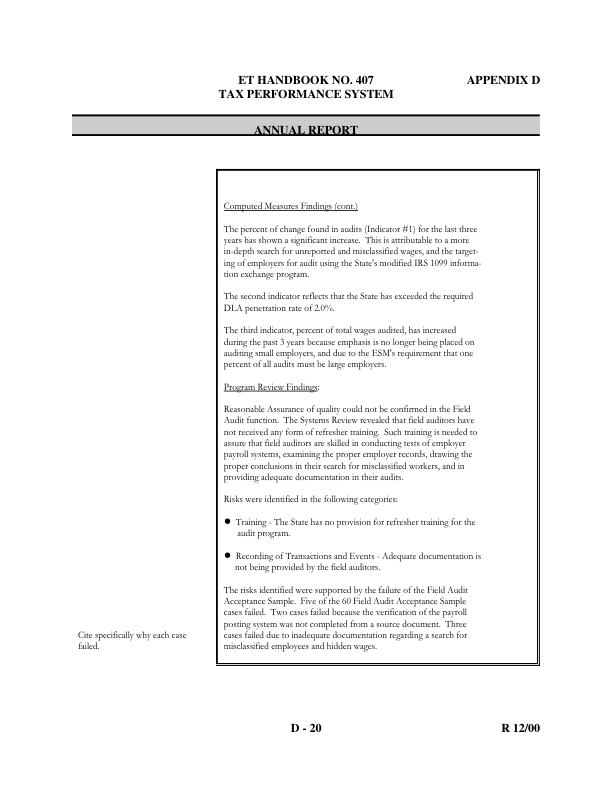 ET HANDBOOK NO. 407 APPENDIX D
TAX PERFORMANCE SYSTEM
ANNUAL REPORT
Computed Measures Findings (cont.)
The percent of change found in audits (Indicator #1) for the last three
years has shown a significant increase. This is attributable to a more
in-depth search for unreported and misclassified wages, and the target-
ing of employers for audit using the State's modified IRS 1099 informa-
tion exchange program.
The second indicator reflects that the State has exceeded the required
DLA penetration rate of 2.0%.
The third indicator, percent of total wages audited, has increased
during the past 3 years because emphasis is no longer being placed on
auditing small employers, and due to the ESM's requirement that one
percent of all audits must be large employers.
Program Review Findings:
Reasonable Assurance of quality could not be confirmed in the Field
Audit function. The Systems Review revealed that field auditors have
not received any form of refresher training. Such training is needed to
assure that field auditors are skilled in conducting tests of employer
payroll systems, examining the proper employer records, drawing the
proper conclusions in their search for misclassified workers, and in
providing adequate documentation in their audits.
Risks were identified in the following categories:
● Training - The State has no provision for refresher training for the
audit program.
● Recording of Transactions and Events - Adequate documentation is
not being provided by the field auditors.
The risks identified were supported by the failure of the Field Audit
Acceptance Sample. Five of the 60 Field Audit Acceptance Sample
cases failed. Two cases failed because the verification of the payroll
posting system was not completed from a source document. Three
cases failed due to inadequate documentation regarding a search for
misclassified employees and hidden wages.
Cite specifically why each case
failed.
D - 20 R 12/00